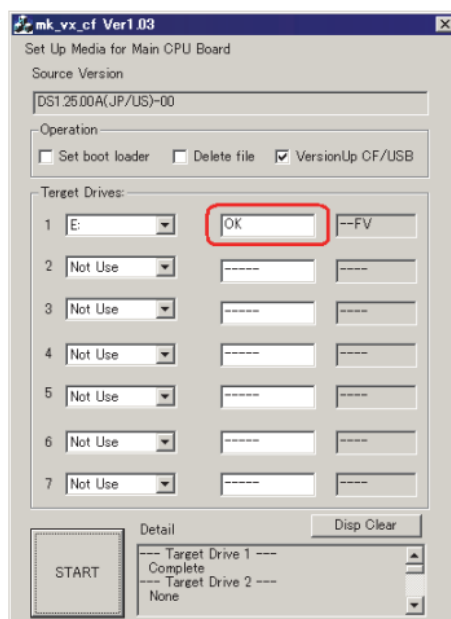 mk_vx_cf Ver1.03
Set Up Media for Main CPU Board
Source Version
DS1.25.00A(JP/US)-00
Operation
Set boot loader Delete file VersionUp CF/USB
Terget Drives:
1 E: OK --FV
2 Not Use ----- ----
3 Not Use ----- ----
4 Not Use ----- ----
5 Not Use ----- ----
6 Not Use ----- ----
7 Not Use ----- ----
Detail Disp Clear
START
--- Target Drive 1 ---
Complete
--- Target Drive 2 ---
None